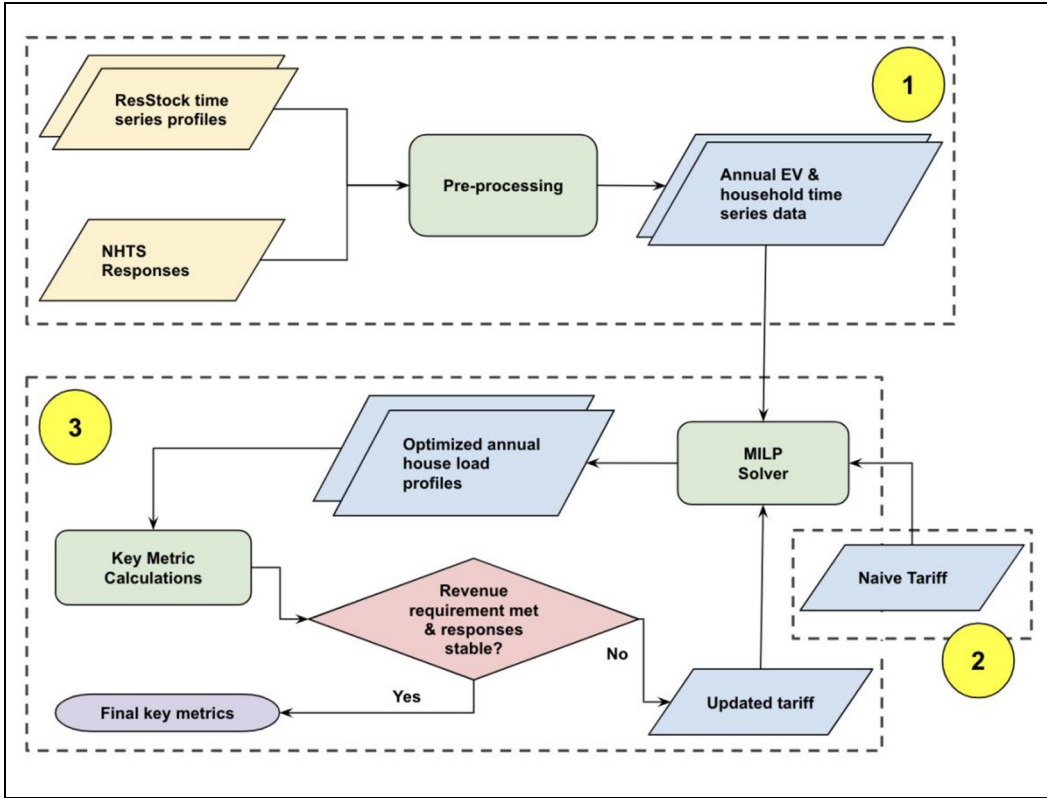 1
ResStock time
series profiles
Pre-processing
Annual EV &
household time
series data
NHTS
Responses
3
Optimized annual
house load
profiles
MILP
Solver
Key Metric
Calculations
Revenue
requirement met
& responses
stable?
Naive Tariff
2
No
Yes
Updated tariff
Final key metrics